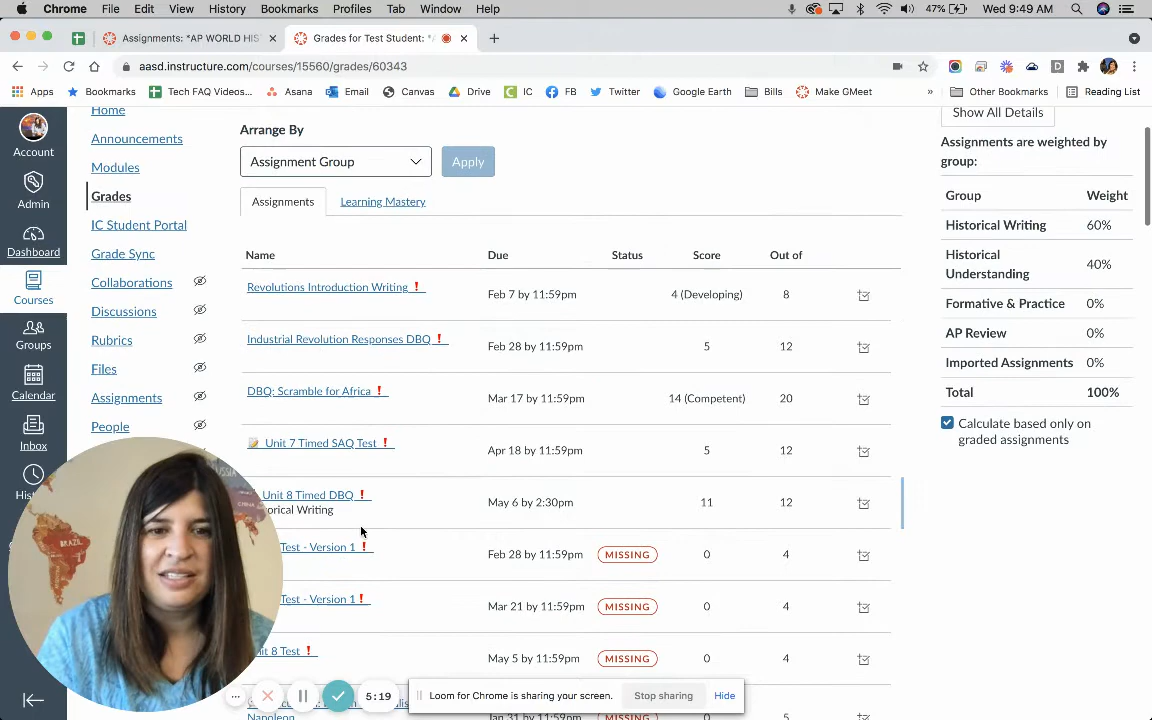 Chrome File Edit View History Bookmarks Profiles Tab Window Help 47% Wed 9:49 AM
Assignments: *AP WORLD HIS
Grades for Test Student: *
aasd.instructure.com/courses/15560/grades/60343
Apps Bookmarks Tech FAQ Videos... Asana Email Canvas Drive IC FB Twitter Google Earth Bills Make GMeet » Other Bookmarks Reading List
Account
Admin
Dashboard
Courses
Groups
Calendar
Inbox
Home
Announcements
Modules
Grades
IC Student Portal
Grade Sync
Collaborations
Discussions
Rubrics
Files
Assignments
People
Arrange By
Assignment Group
Apply
Assignments Learning Mastery
Name Due Status Score Out of
Revolutions Introduction Writing ! Feb 7 by 11:59pm 4 (Developing) 8
Industrial Revolution Responses DBQ ! Feb 28 by 11:59pm 5 12
DBQ: Scramble for Africa ! Mar 17 by 11:59pm 14 (Competent) 20
Unit 7 Timed SAQ Test ! Apr 18 by 11:59pm 5 12
Unit 8 Timed DBQ ! May 6 by 2:30pm 11 12
orical Writing
Test - Version 1 ! Feb 28 by 11:59pm MISSING 0 4
Test - Version 1 ! Mar 21 by 11:59pm MISSING 0 4
it 8 Test ! May 5 by 11:59pm MISSING 0 4
Napoleon Jan 31 by 11:59pm MISSING 0 5
Show All Details
Assignments are weighted by
group:
Group Weight
Historical Writing 60%
Historical
Understanding 40%
Formative & Practice 0%
AP Review 0%
Imported Assignments 0%
Total 100%
Calculate based only on
graded assignments
BRAZIL
5:19
Loom for Chrome is sharing your screen. Stop sharing Hide